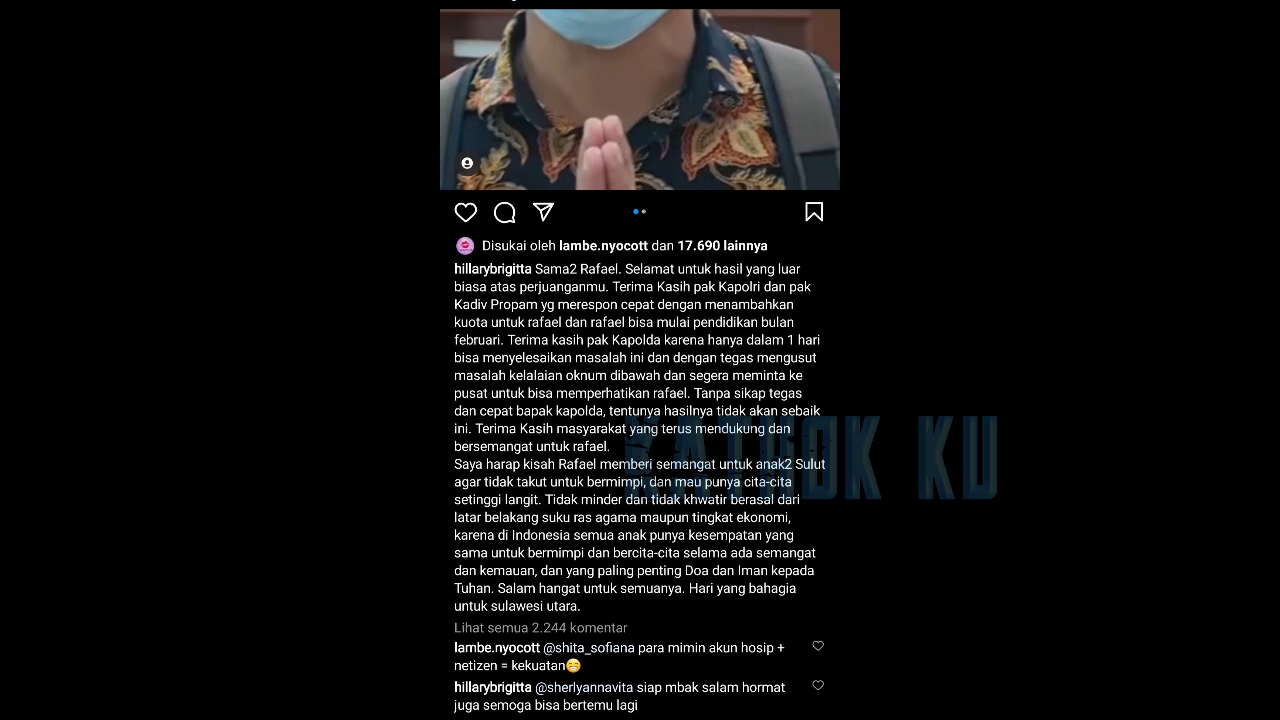 Disukai oleh lambe.nyocott dan 17.690 lainnya
hillarybrigitta Sama2 Rafael. Selamat untuk hasil yang luar
biasa atas perjuanganmu. Terima Kasih pak Kapolri dan pak
Kadiv Propam yg merespon cepat dengan menambahkan
kuota untuk rafael dan rafael bisa mulai pendidikan bulan
februari. Terima kasih pak Kapolda karena hanya dalam 1 hari
bisa menyelesaikan masalah ini dan dengan tegas mengusut
masalah kelalaian oknum dibawah dan segera meminta ke
pusat untuk bisa memperhatikan rafael. Tanpa sikap tegas
dan cepat bapak kapolda, tentunya hasilnya tidak akan sebaik
ini. Terima Kasih masyarakat yang terus mendukung dan
bersemangat untuk rafael.
Saya harap kisah Rafael memberi semangat untuk anak2 Sulut
agar tidak takut untuk bermimpi, dan mau punya cita-cita
setinggi langit. Tidak minder dan tidak khwatir berasal dari
latar belakang suku ras agama maupun tingkat ekonomi,
karena di Indonesia semua anak punya kesempatan yang
sama untuk bermimpi dan bercita-cita selama ada semangat
dan kemauan, dan yang paling penting Doa dan Iman kepada
Tuhan. Salam hangat untuk semuanya. Hari yang bahagia
untuk sulawesi utara.
Lihat semua 2.244 komentar
lambe.nyocott @shita_sofiana para mimin akun hosip +
netizen = kekuatan😁
hillarybrigitta @sherlyannavita siap mbak salam hormat
juga semoga bisa bertemu lagi
KATHOK KU